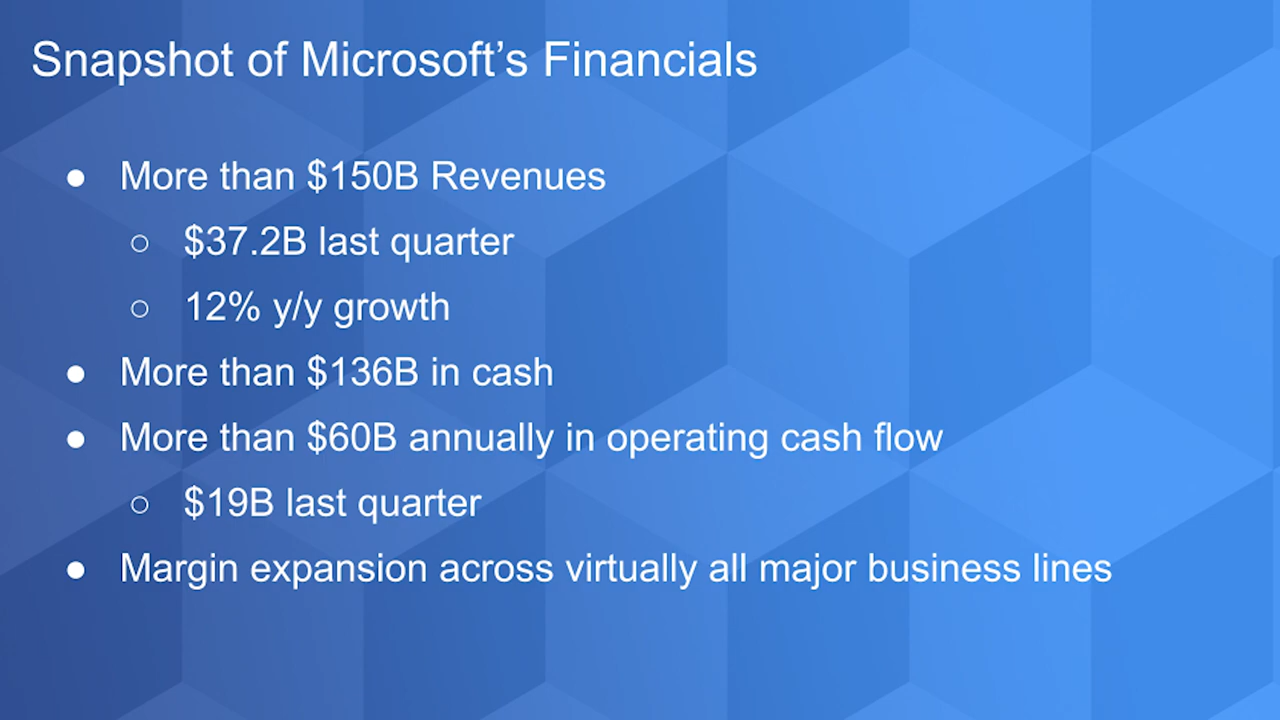 Snapshot of Microsoft’s Financials
● More than $150B Revenues
○ $37.2B last quarter
○ 12% y/y growth
● More than $136B in cash
● More than $60B annually in operating cash flow
○ $19B last quarter
● Margin expansion across virtually all major business lines